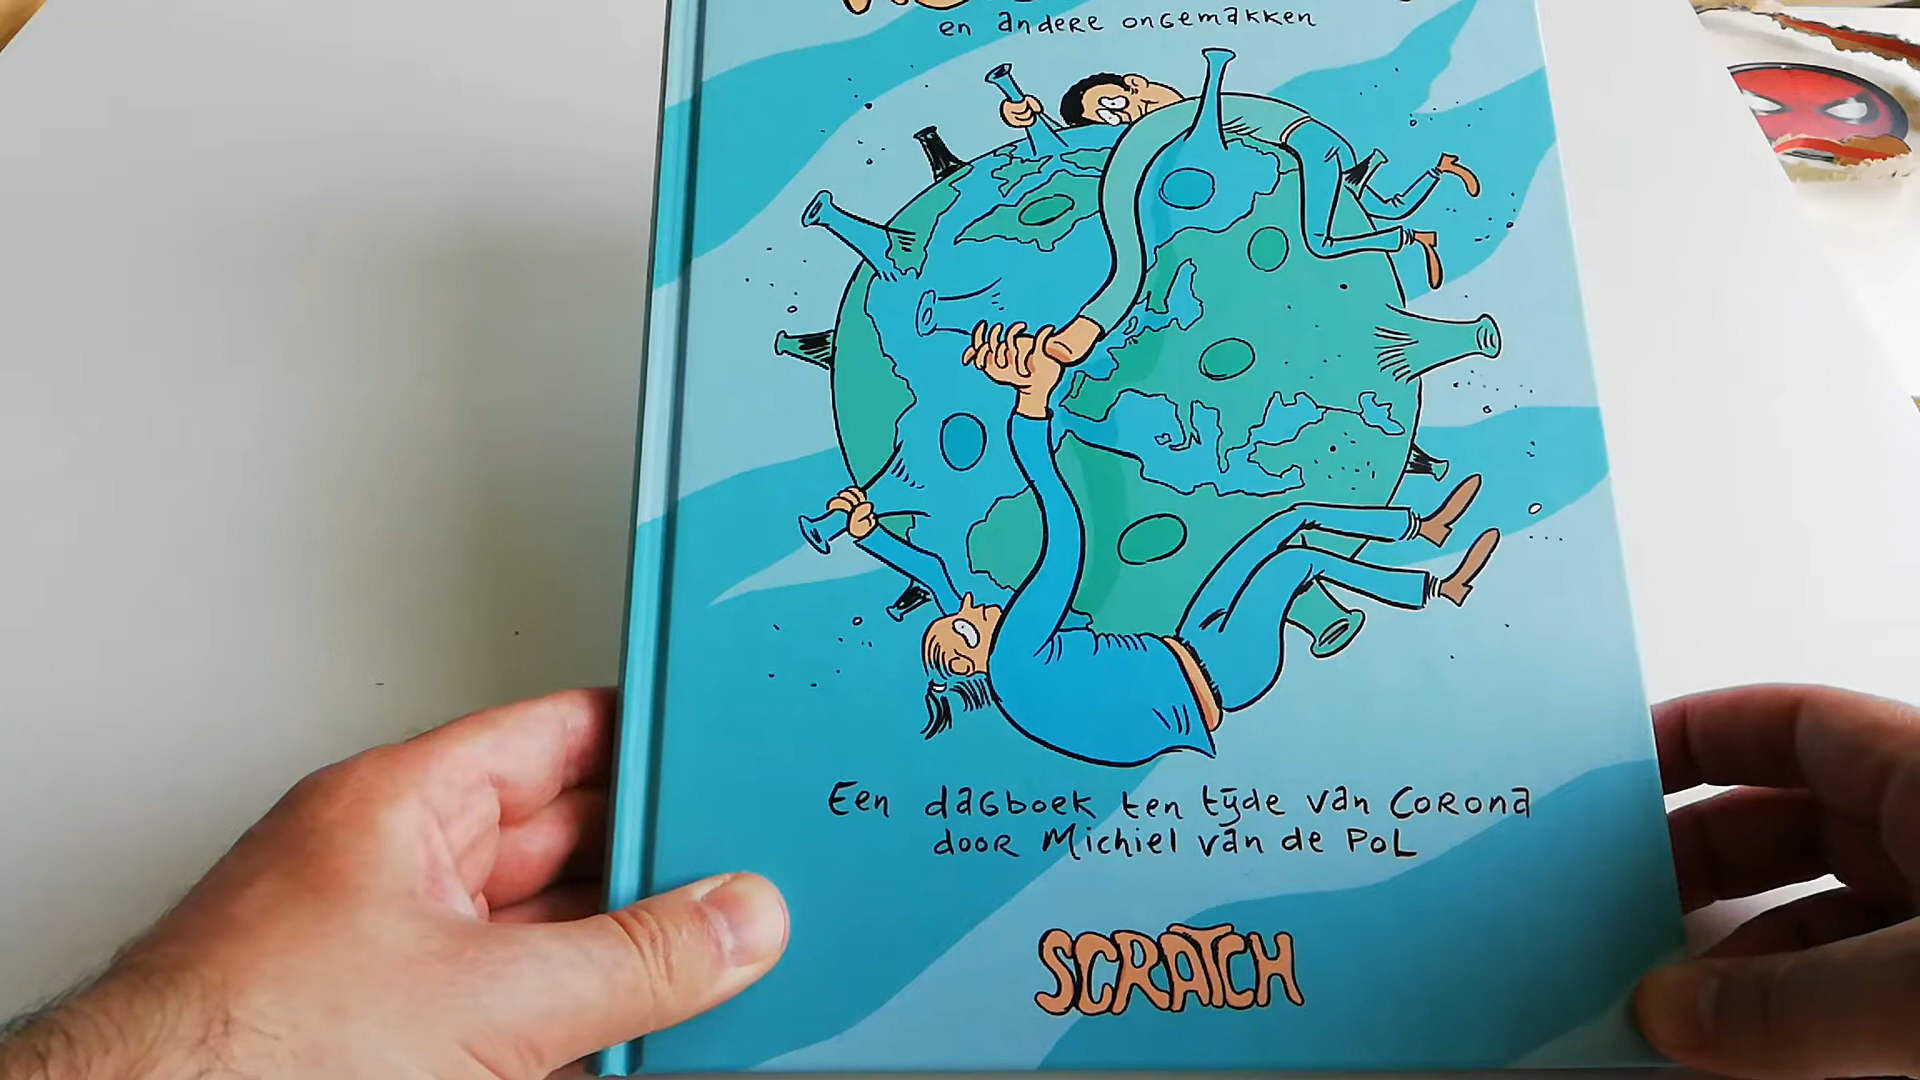 en andere ongemakken
Een dagboek ten tijde van Corona
door Michiel van de Pol
SCRATCH